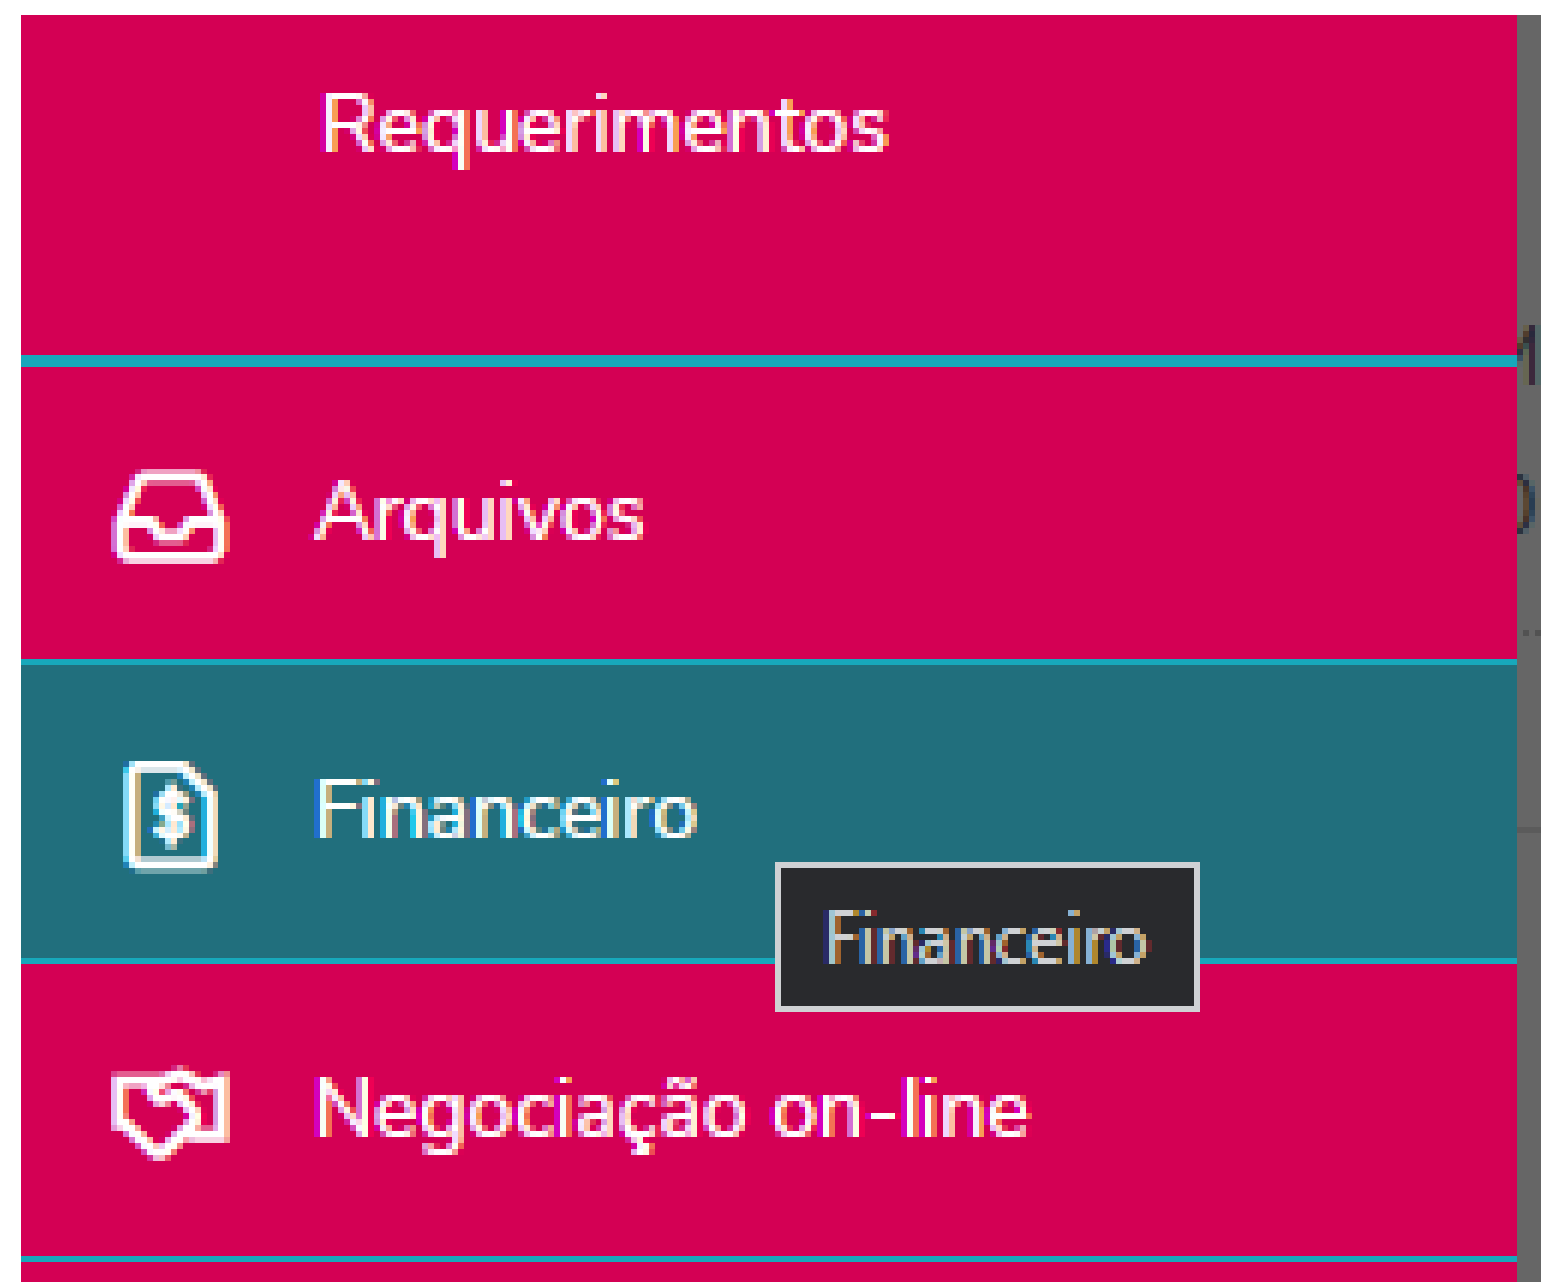 Requerimentos
Arquivos
Financeiro
Financeiro
Negociação on-line